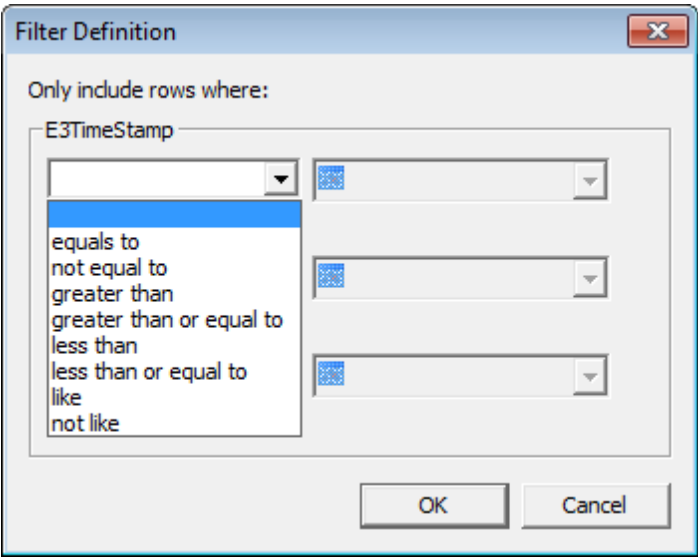 Filter Definition
Only include rows where:
E3TimeStamp
equals to
not equal to
greater than
greater than or equal to
less than
less than or equal to
like
not like
OK
Cancel